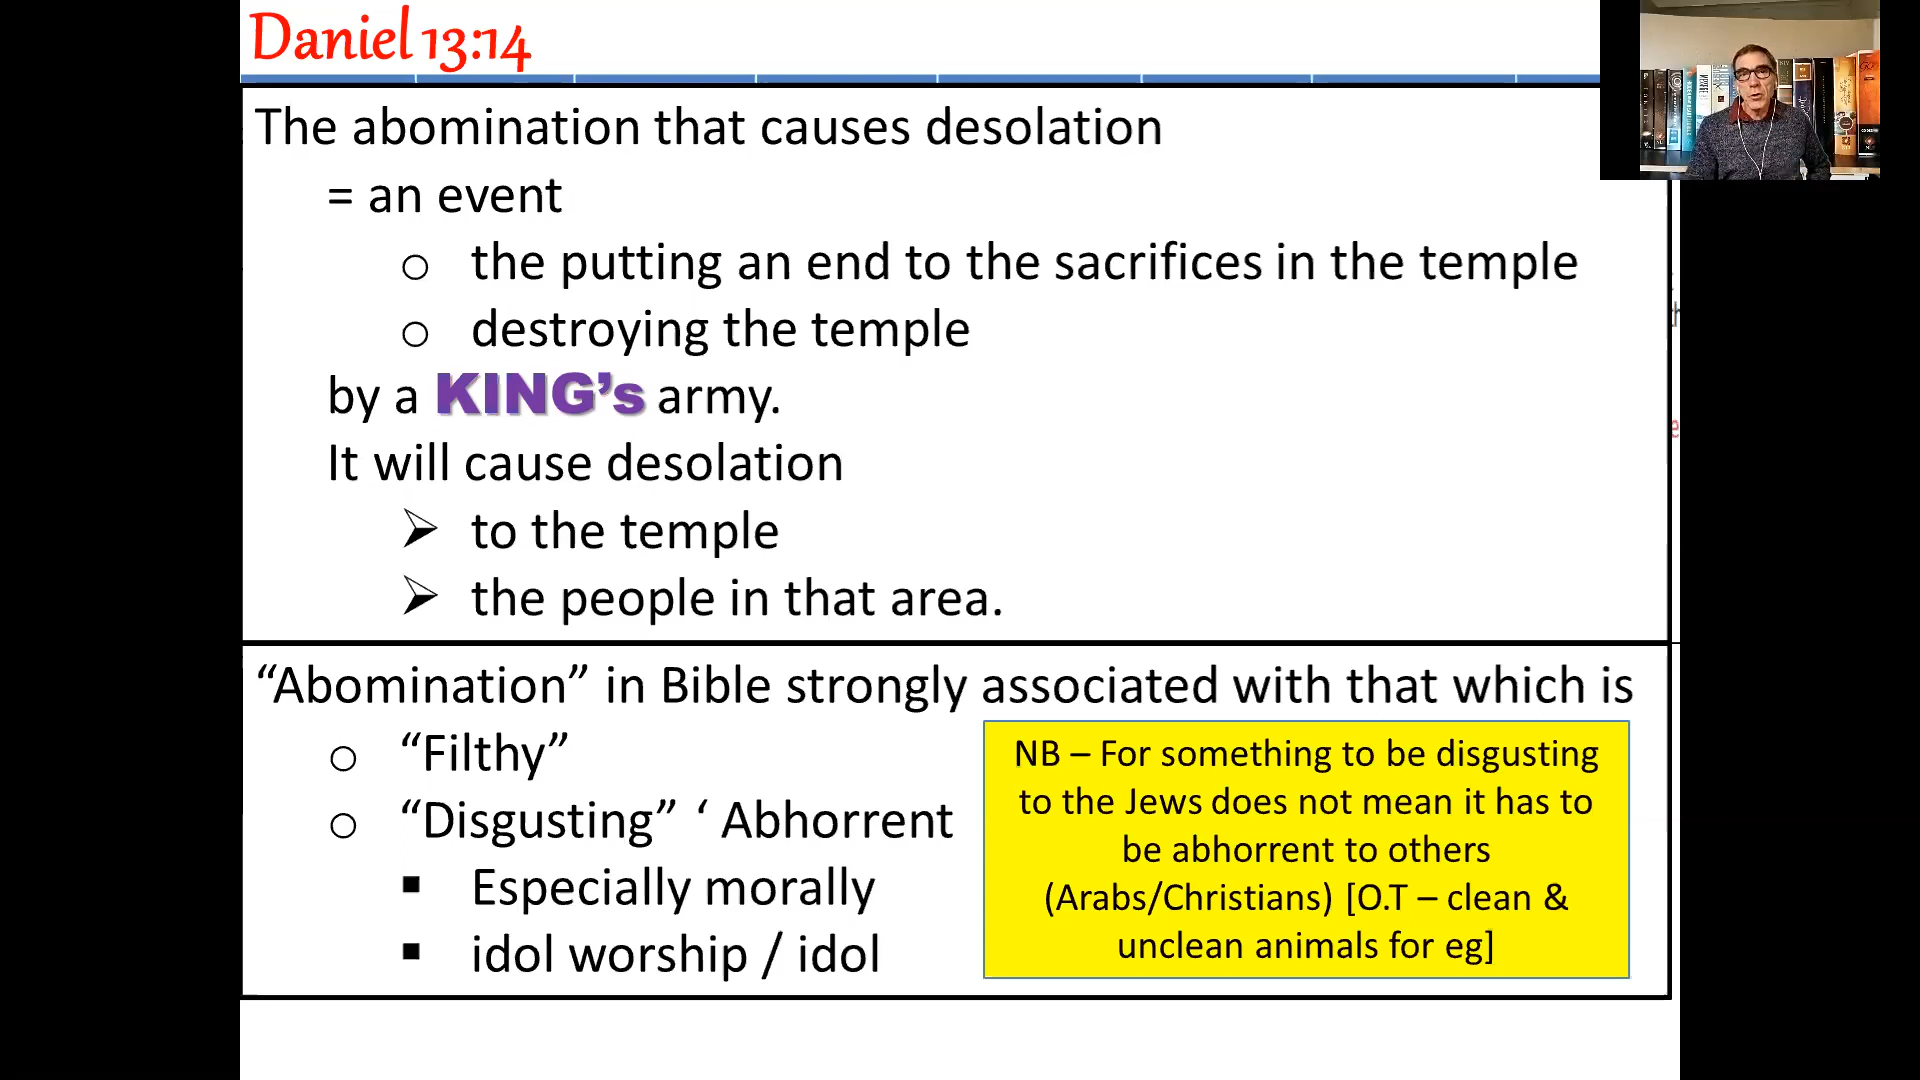 Daniel 13:14
The abomination that causes desolation
= an event
o the putting an end to the sacrifices in the temple
o destroying the temple
by a KING’s army.
It will cause desolation
➢ to the temple
➢ the people in that area.
“Abomination” in Bible strongly associated with that which is
o “Filthy”
o “Disgusting” ‘ Abhorrent
▪ Especially morally
▪ idol worship / idol
NB – For something to be disgusting
to the Jews does not mean it has to
be abhorrent to others
(Arabs/Christians) [O.T – clean &
unclean animals for eg]